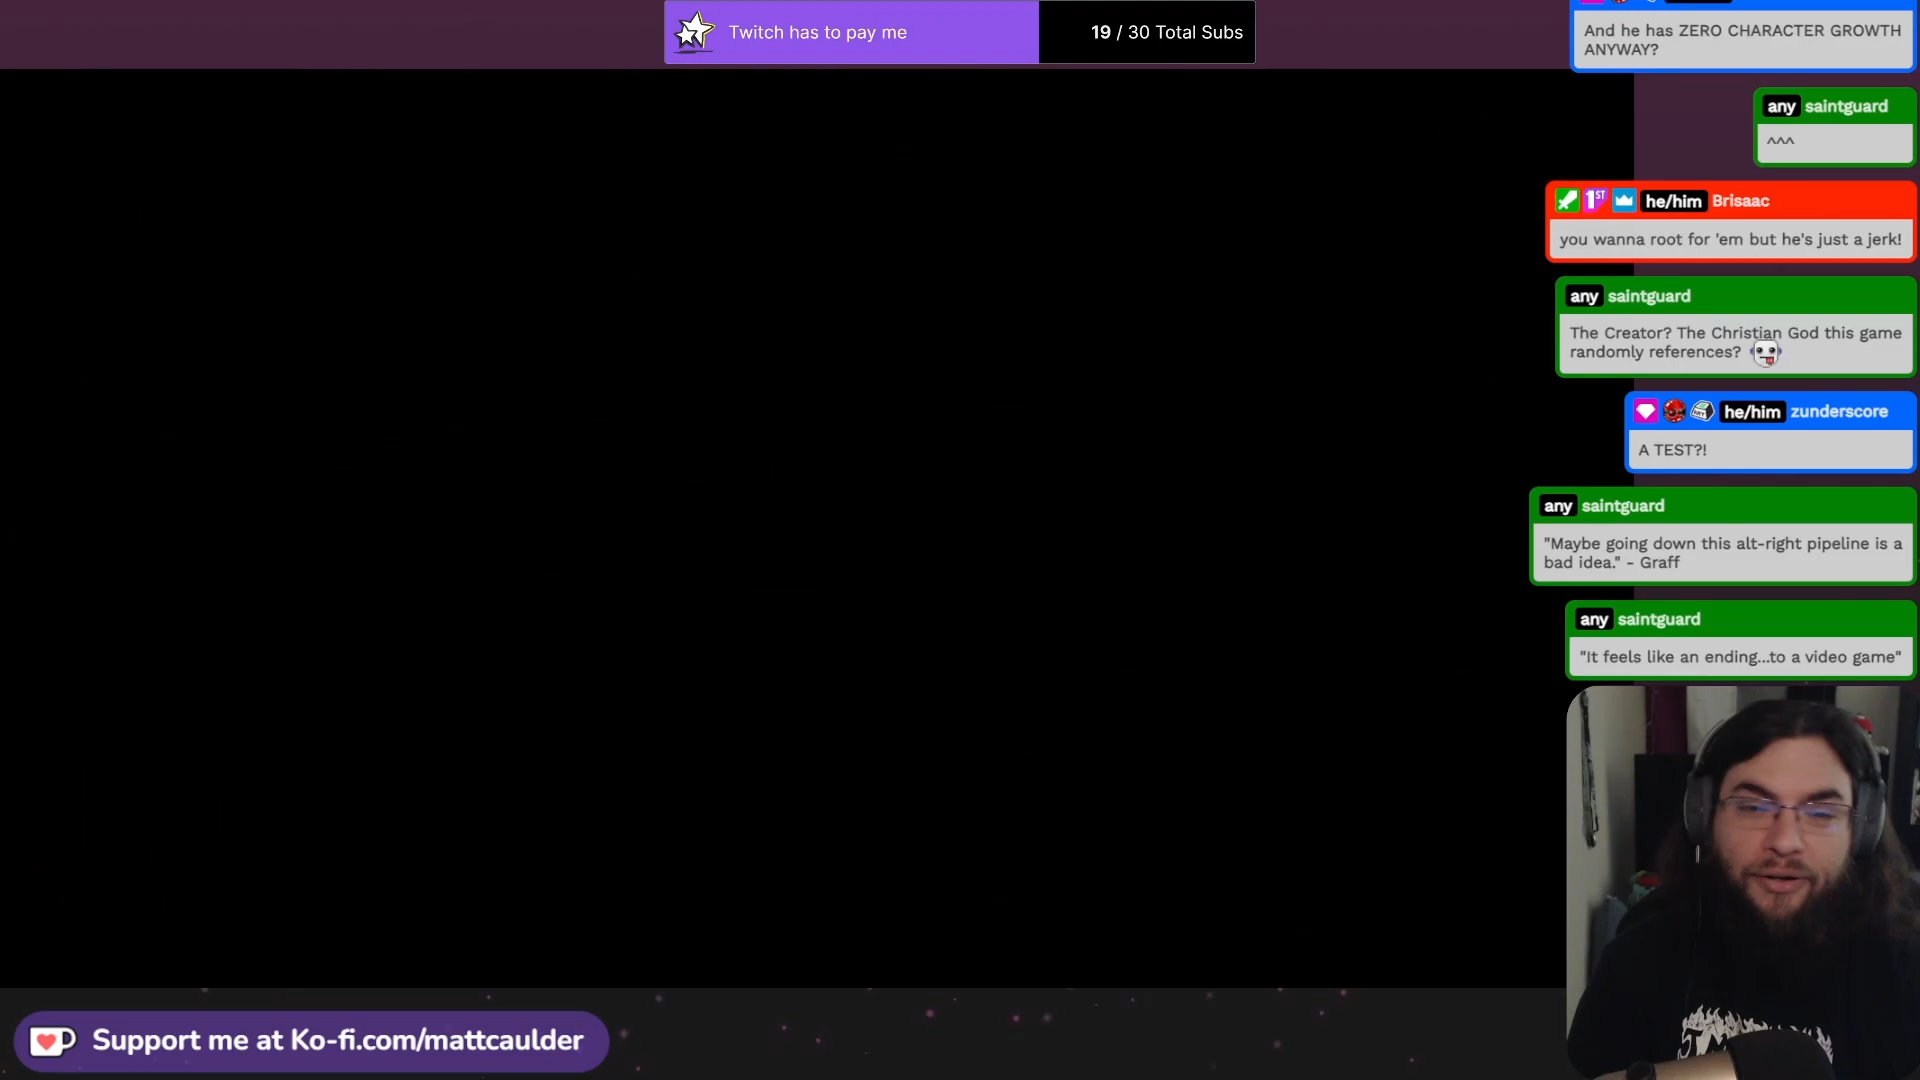 Twitch has to pay me
19 / 30 Total Subs
And he has ZERO CHARACTER GROWTH
ANYWAY?
any saintguard
^^^
1ST he/him Brisaac
you wanna root for 'em but he's just a jerk!
any saintguard
The Creator? The Christian God this game
randomly references?
he/him zunderscore
A TEST?!
any saintguard
"Maybe going down this alt-right pipeline is a
bad idea." - Graff
any saintguard
"It feels like an ending...to a video game"
Support me at Ko-fi.com/mattcaulder